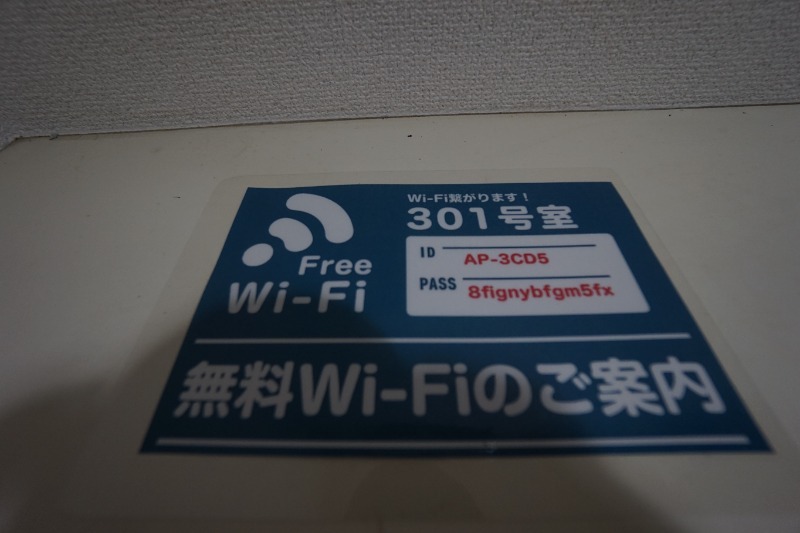 Wi-Fi繋がります！
301号室
Free
Wi-Fi
ID AP-3CD5
PASS 8fignybfgm5fx
無料Wi-Fiのご案内